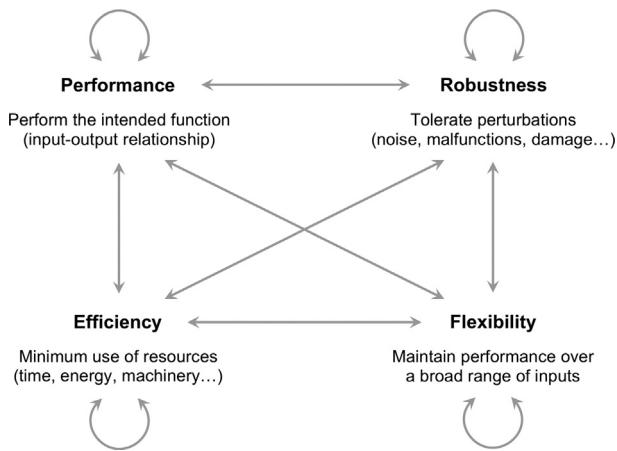 Performance
Perform the intended function
(input-output relationship)
Robustness
Tolerate perturbations
(noise, malfunctions, damage…)
Efficiency
Minimum use of resources
(time, energy, machinery…)
Flexibility
Maintain performance over
a broad range of inputs